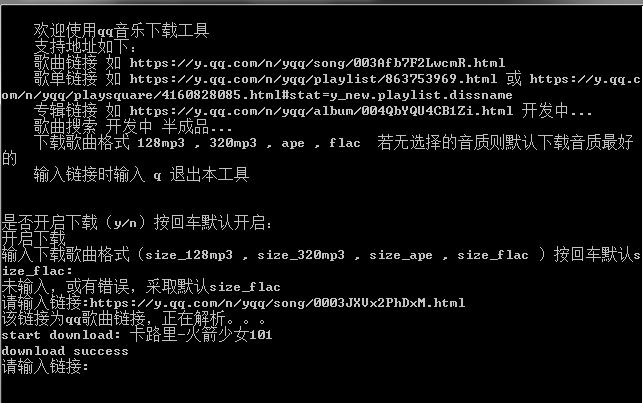 欢迎使用qq音乐下载工具
支持地址如下:
歌曲链接 如 https://y.qq.com/n/yqq/song/003Afb7F2LwcmR.html
歌单链接 如 https://y.qq.com/n/yqq/playlist/863753969.html 或 https://y.qq.c
om/n/yqq/playsquare/4160828085.html#stat=y_new.playlist.dissname
专辑链接 如 https://y.qq.com/n/yqq/album/004QbYQU4CB1Zi.html 开发中...
歌曲搜索 开发中 半成品...
下载歌曲格式 128mp3 , 320mp3 , ape , flac  若无选择的音质则默认下载音质最好
的
输入链接时输入 q 退出本工具
是否开启下载（y/n）按回车默认开启:
开启下载
输入下载歌曲格式（size_128mp3 , size_320mp3 , size_ape , size_flac ）按回车默认s
ize_flac:
未输入，或有错误，采取默认size_flac
请输入链接:https://y.qq.com/n/yqq/song/0003JXVx2PhDxM.html
该链接为qq歌曲链接，正在解析。。。
start download: 卡路里-火箭少女101
download success
请输入链接: